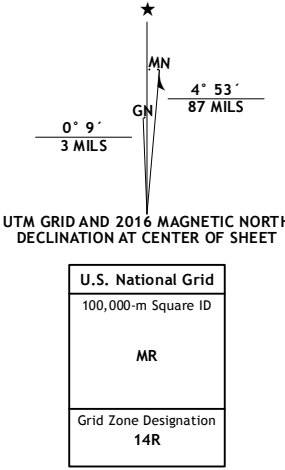 ★
MN
4° 53´
87 MILS
GN
0° 9´
3 MILS
UTM GRID AND 2016 MAGNETIC NORTH
DECLINATION AT CENTER OF SHEET
U.S. National Grid
100,000-m Square ID
MR
Grid Zone Designation
14R